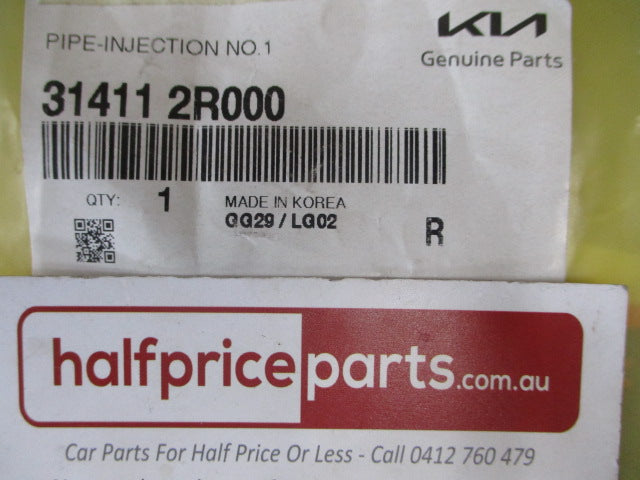 KIA
PIPE-INJECTION NO.1
Genuine Parts
31411 2R000
QTY: 1 MADE IN KOREA
GG29 / LG02
R
halfpriceparts.com.au
Car Parts For Half Price Or Less - Call 0412 760 479